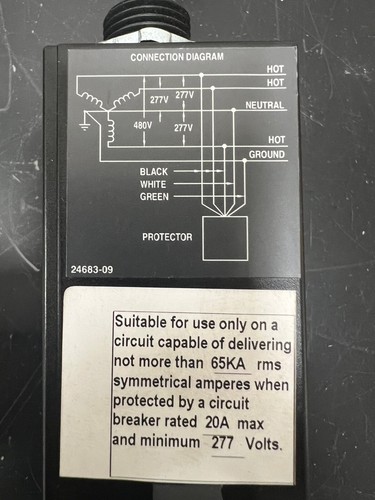 CONNECTION DIAGRAM
HOT
HOT
277V 277V
NEUTRAL
480V 277V
HOT
GROUND
BLACK
WHITE
GREEN
PROTECTOR
24683-09
Suitable for use only on a
circuit capable of delivering
not more than 65KA rms
symmetrical amperes when
protected by a circuit
breaker rated 20A max
and minimum 277 Volts.